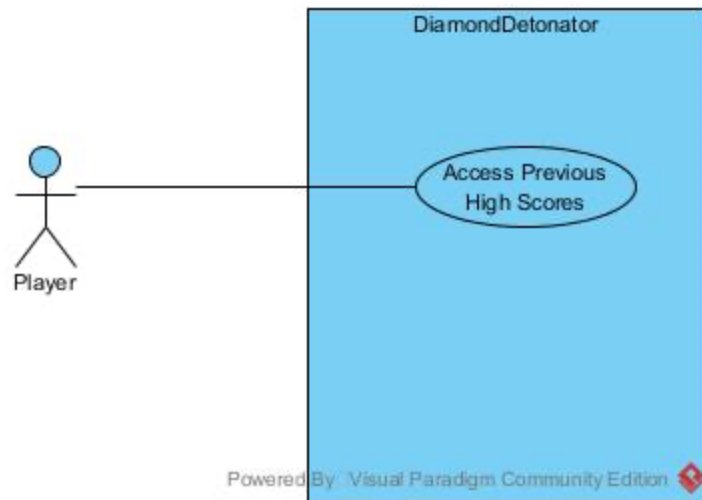 DiamondDetonator
Access Previous
High Scores
Player
Powered By Visual Paradigm Community Edition